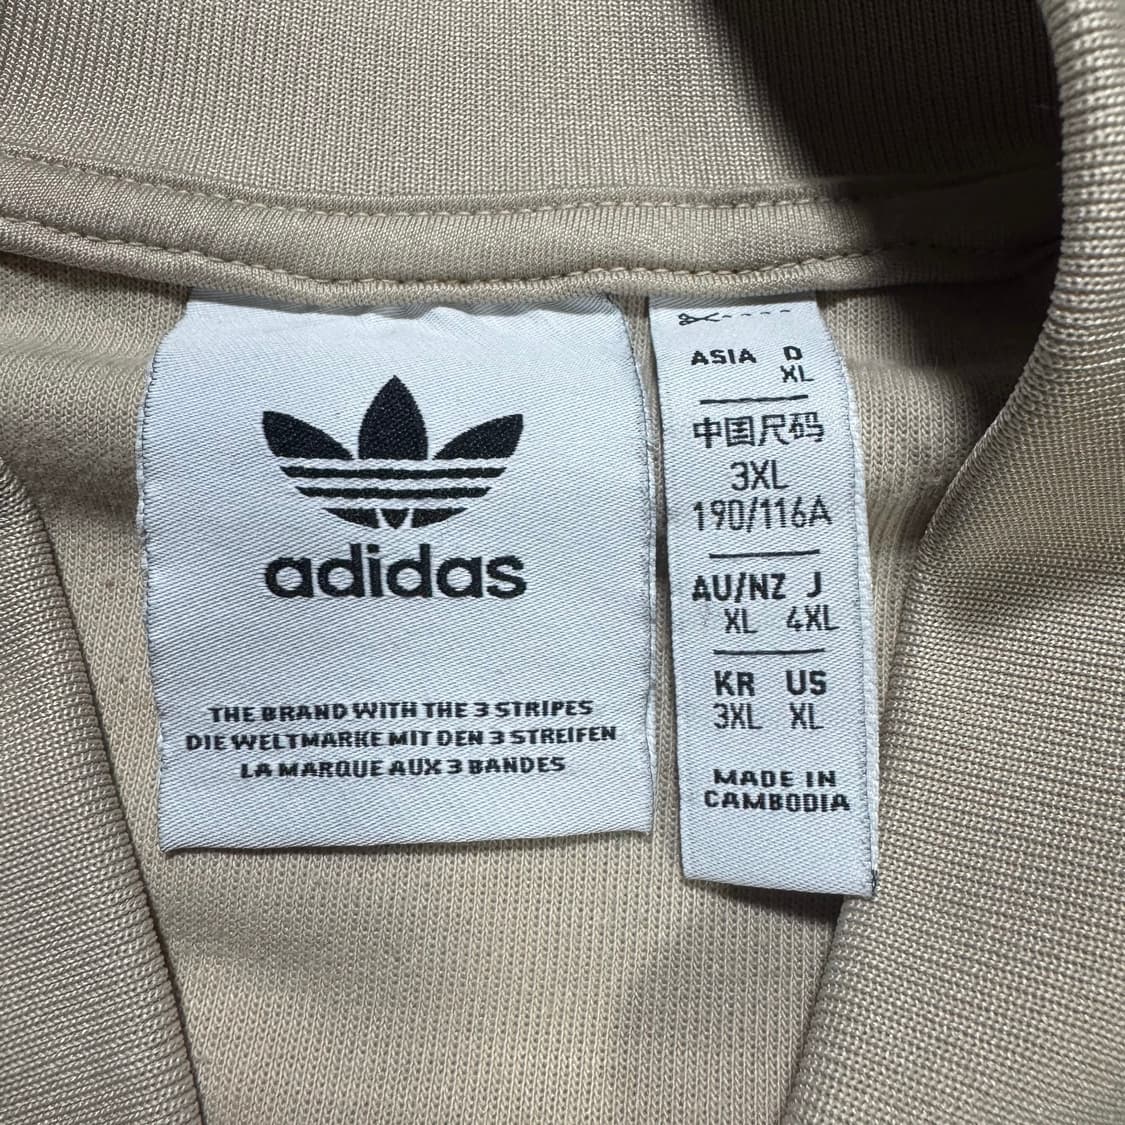 adidas
THE BRAND WITH THE 3 STRIPES
DIE WELTMARKE MIT DEN 3 STREIFEN
LA MARQUE AUX 3 BANDES
ASIA D
XL
中国尺码
3XL
190/116A
AU/NZ J
XL 4XL
KR US
3XL XL
MADE IN
CAMBODIA